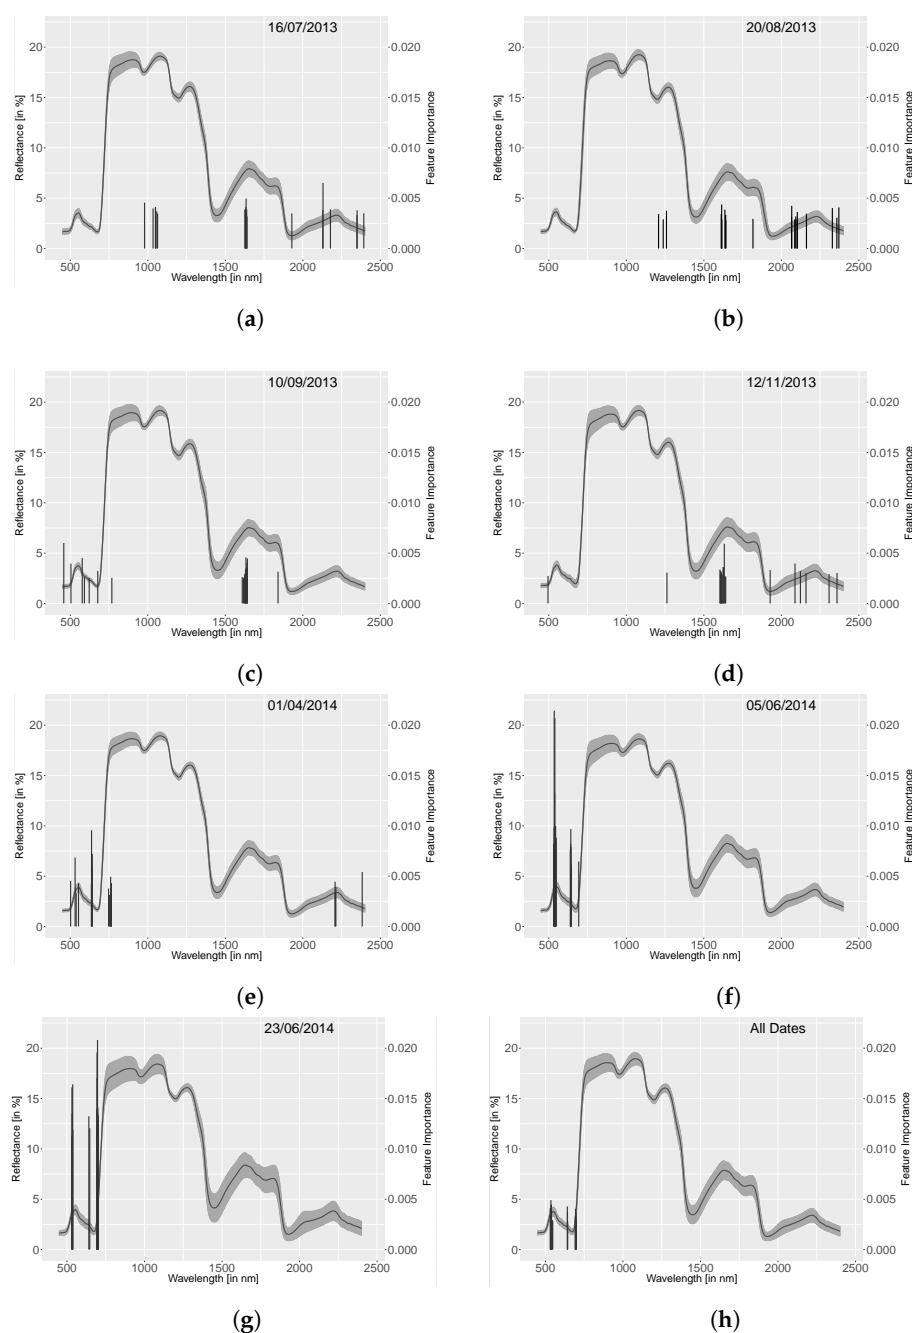 16/07/2013
20
15
10
5
0
0.020
0.015
0.010
0.005
0.000
Reflectance [in %]
Feature Importance
500 1000 1500 2000 2500
Wavelength [in nm]
(a)
20/08/2013
20
15
10
5
0
0.020
0.015
0.010
0.005
0.000
Reflectance [in %]
Feature Importance
500 1000 1500 2000 2500
Wavelength [in nm]
(b)
10/09/2013
20
15
10
5
0
0.020
0.015
0.010
0.005
0.000
Reflectance [in %]
Feature Importance
500 1000 1500 2000 2500
Wavelength [in nm]
(c)
12/11/2013
20
15
10
5
0
0.020
0.015
0.010
0.005
0.000
Reflectance [in %]
Feature Importance
500 1000 1500 2000 2500
Wavelength [in nm]
(d)
01/04/2014
20
15
10
5
0
0.020
0.015
0.010
0.005
0.000
Reflectance [in %]
Feature Importance
500 1000 1500 2000 2500
Wavelength [in nm]
(e)
05/06/2014
20
15
10
5
0
0.020
0.015
0.010
0.005
0.000
Reflectance [in %]
Feature Importance
500 1000 1500 2000 2500
Wavelength [in nm]
(f)
23/06/2014
20
15
10
5
0
0.020
0.015
0.010
0.005
0.000
Reflectance [in %]
Feature Importance
500 1000 1500 2000 2500
Wavelength [in nm]
(g)
All Dates
20
15
10
5
0
0.020
0.015
0.010
0.005
0.000
Reflectance [in %]
Feature Importance
500 1000 1500 2000 2500
Wavelength [in nm]
(h)